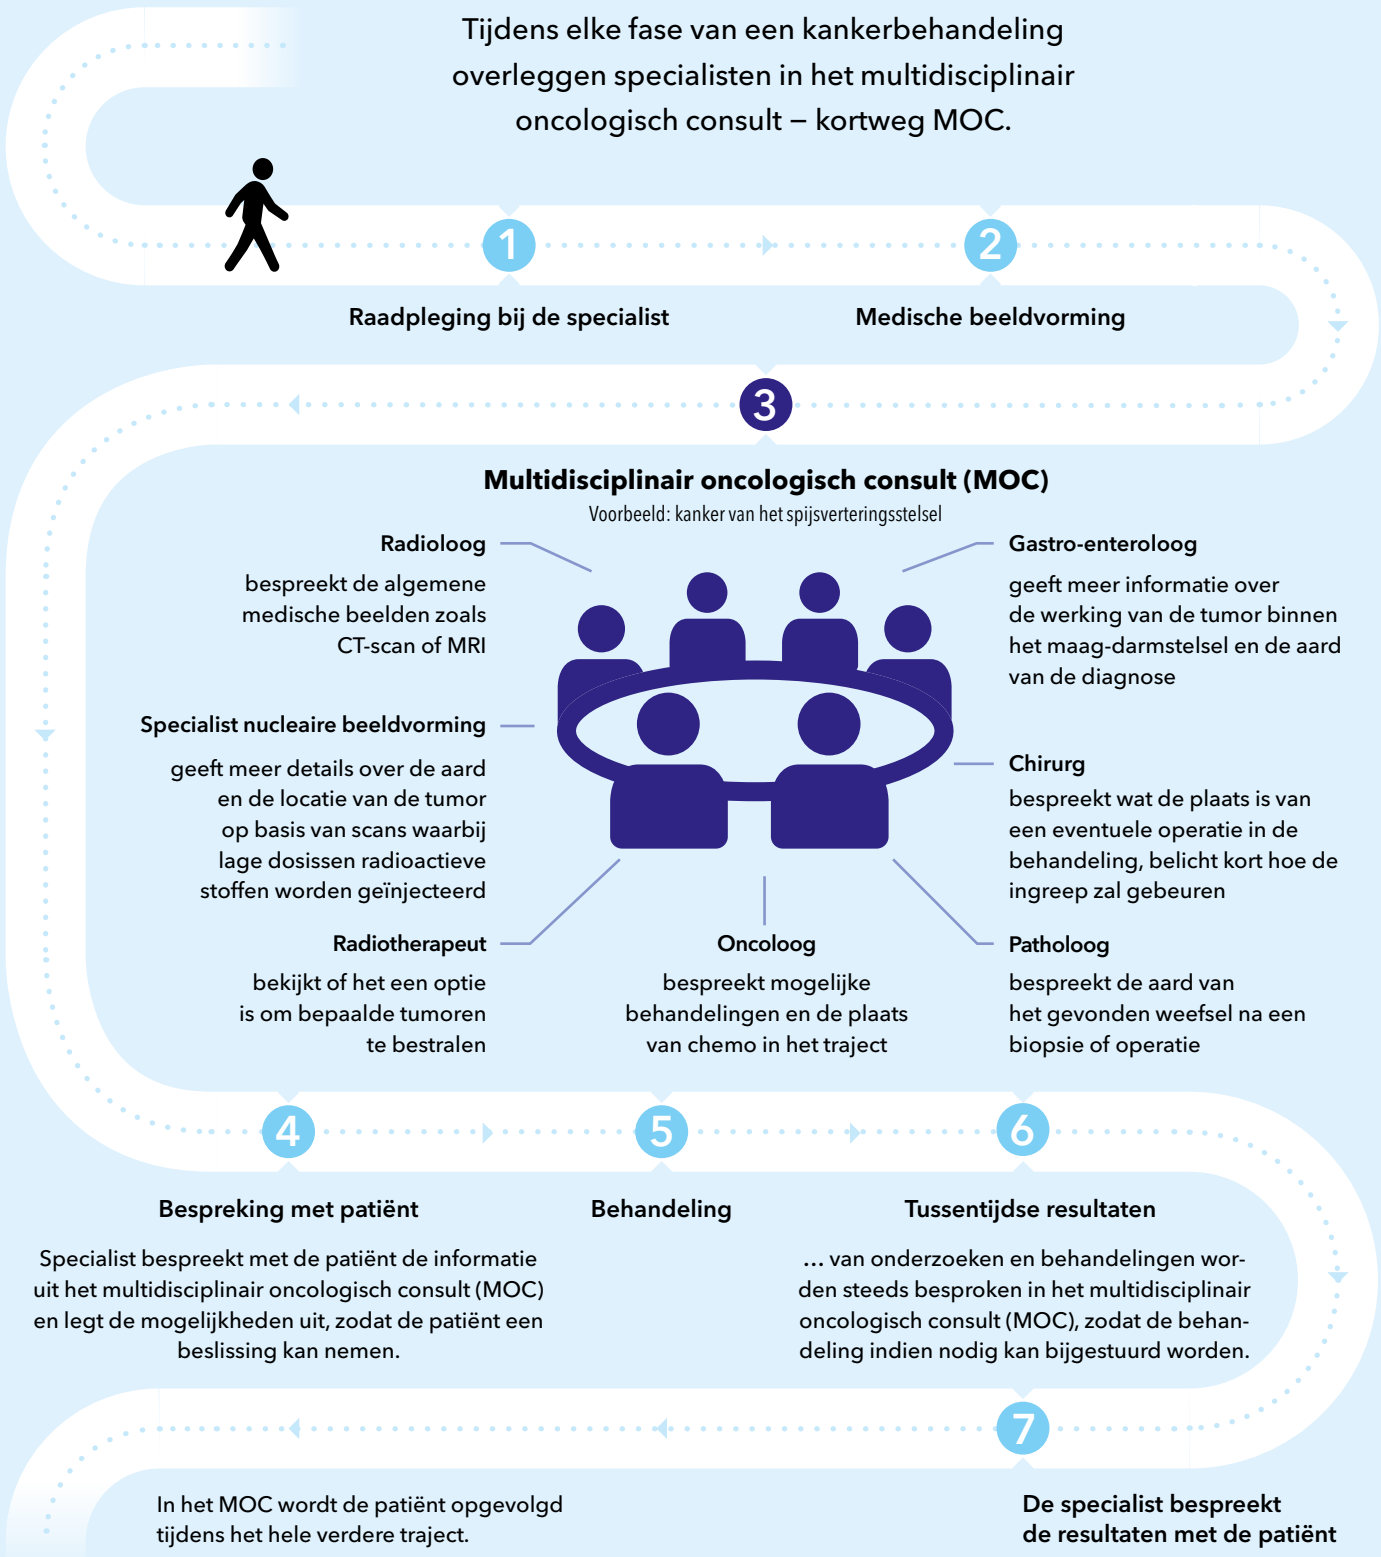 Tijdens elke fase van een kankerbehandeling
overleggen specialisten in het multidisciplinair
oncologisch consult – kortweg MOC.
1
2
Raadpleging bij de specialist
Medische beeldvorming
3
Multidisciplinair oncologisch consult (MOC)
Voorbeeld: kanker van het spijsverteringsstelsel
Radioloog
bespreekt de algemene
medische beelden zoals
CT-scan of MRI
Gastro-enteroloog
geeft meer informatie over
de werking van de tumor binnen
het maag-darmstelsel en de aard
van de diagnose
Specialist nucleaire beeldvorming
geeft meer details over de aard
en de locatie van de tumor
op basis van scans waarbij
lage dosissen radioactieve
stoffen worden geïnjecteerd
Chirurg
bespreekt wat de plaats is van
een eventuele operatie in de
behandeling, belicht kort hoe de
ingreep zal gebeuren
Radiotherapeut
bekijkt of het een optie
is om bepaalde tumoren
te bestralen
Oncoloog
bespreekt mogelijke
behandelingen en de plaats
van chemo in het traject
Patholoog
bespreekt de aard van
het gevonden weefsel na een
biopsie of operatie
4
5
6
Bespreking met patiënt
Specialist bespreekt met de patiënt de informatie
uit het multidisciplinair oncologisch consult (MOC)
en legt de mogelijkheden uit, zodat de patiënt een
beslissing kan nemen.
Behandeling
Tussentijdse resultaten
... van onderzoeken en behandelingen wor-
den steeds besproken in het multidisciplinair
oncologisch consult (MOC), zodat de behan-
deling indien nodig kan bijgestuurd worden.
7
De specialist bespreekt
de resultaten met de patiënt
In het MOC wordt de patiënt opgevolgd
tijdens het hele verdere traject.